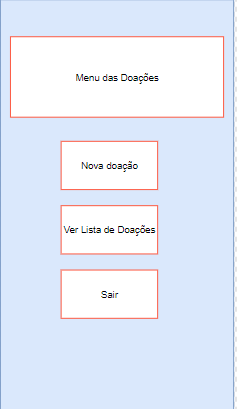 Menu das Doações
Nova doação
Ver Lista de Doações
Sair